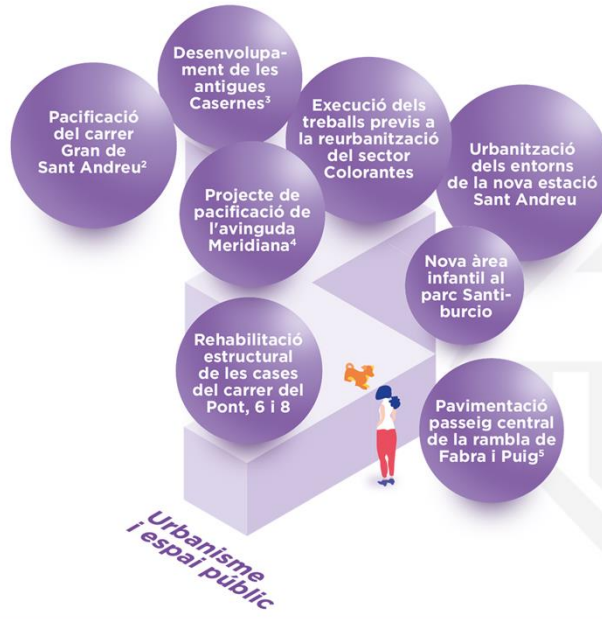 Pacificació
del carrer
Gran de
Sant Andreu²
Desenvolupa-
ment de les
antigues
Casernes³
Execució dels
treballs previs a
la reurbanització
del sector
Colorantes
Urbanització
dels entorns
de la nova estació
Sant Andreu
Projecte de
pacificació de
l'avinguda
Meridiana⁴
Nova àrea
infantil al
parc Santi-
burcio
Rehabilitació
estructural
de les cases
del carrer del
Pont, 6 i 8
Pavimentació
passeig central
de la rambla de
Fabra i Puig⁵
Urbanisme
i espai públic